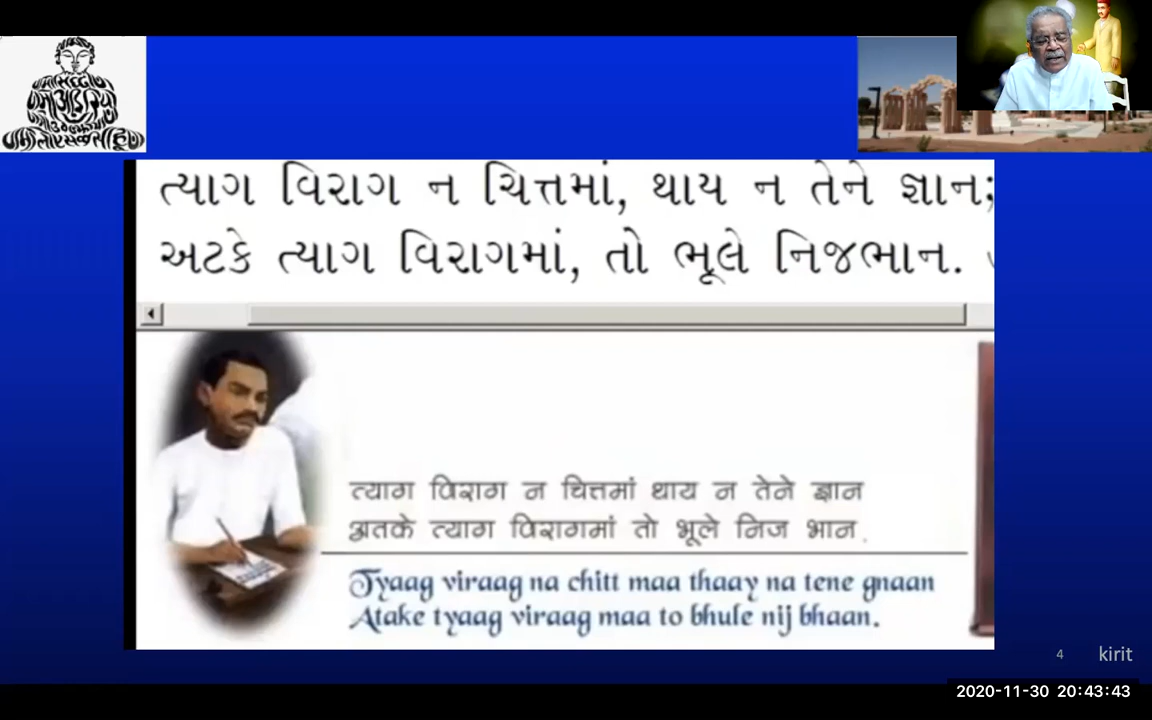 ત્યાગ વિરાગ ન ચિત્તમાં, થાય ન તેને જ્ઞાન;
અટકે ત્યાગ વિરાગમાં, તો ભૂલે નિજભાન.
त्याग विराग न चित्तमां थाय न तेने ज्ञान
अतके त्याग विरागमां तो भूले निज भान.
Tyaag viraag na chitt maa thaay na tene gnaan
Atake tyaag viraag maa to bhule nij bhaan.
4 kirit
2020-11-30 20:43:43